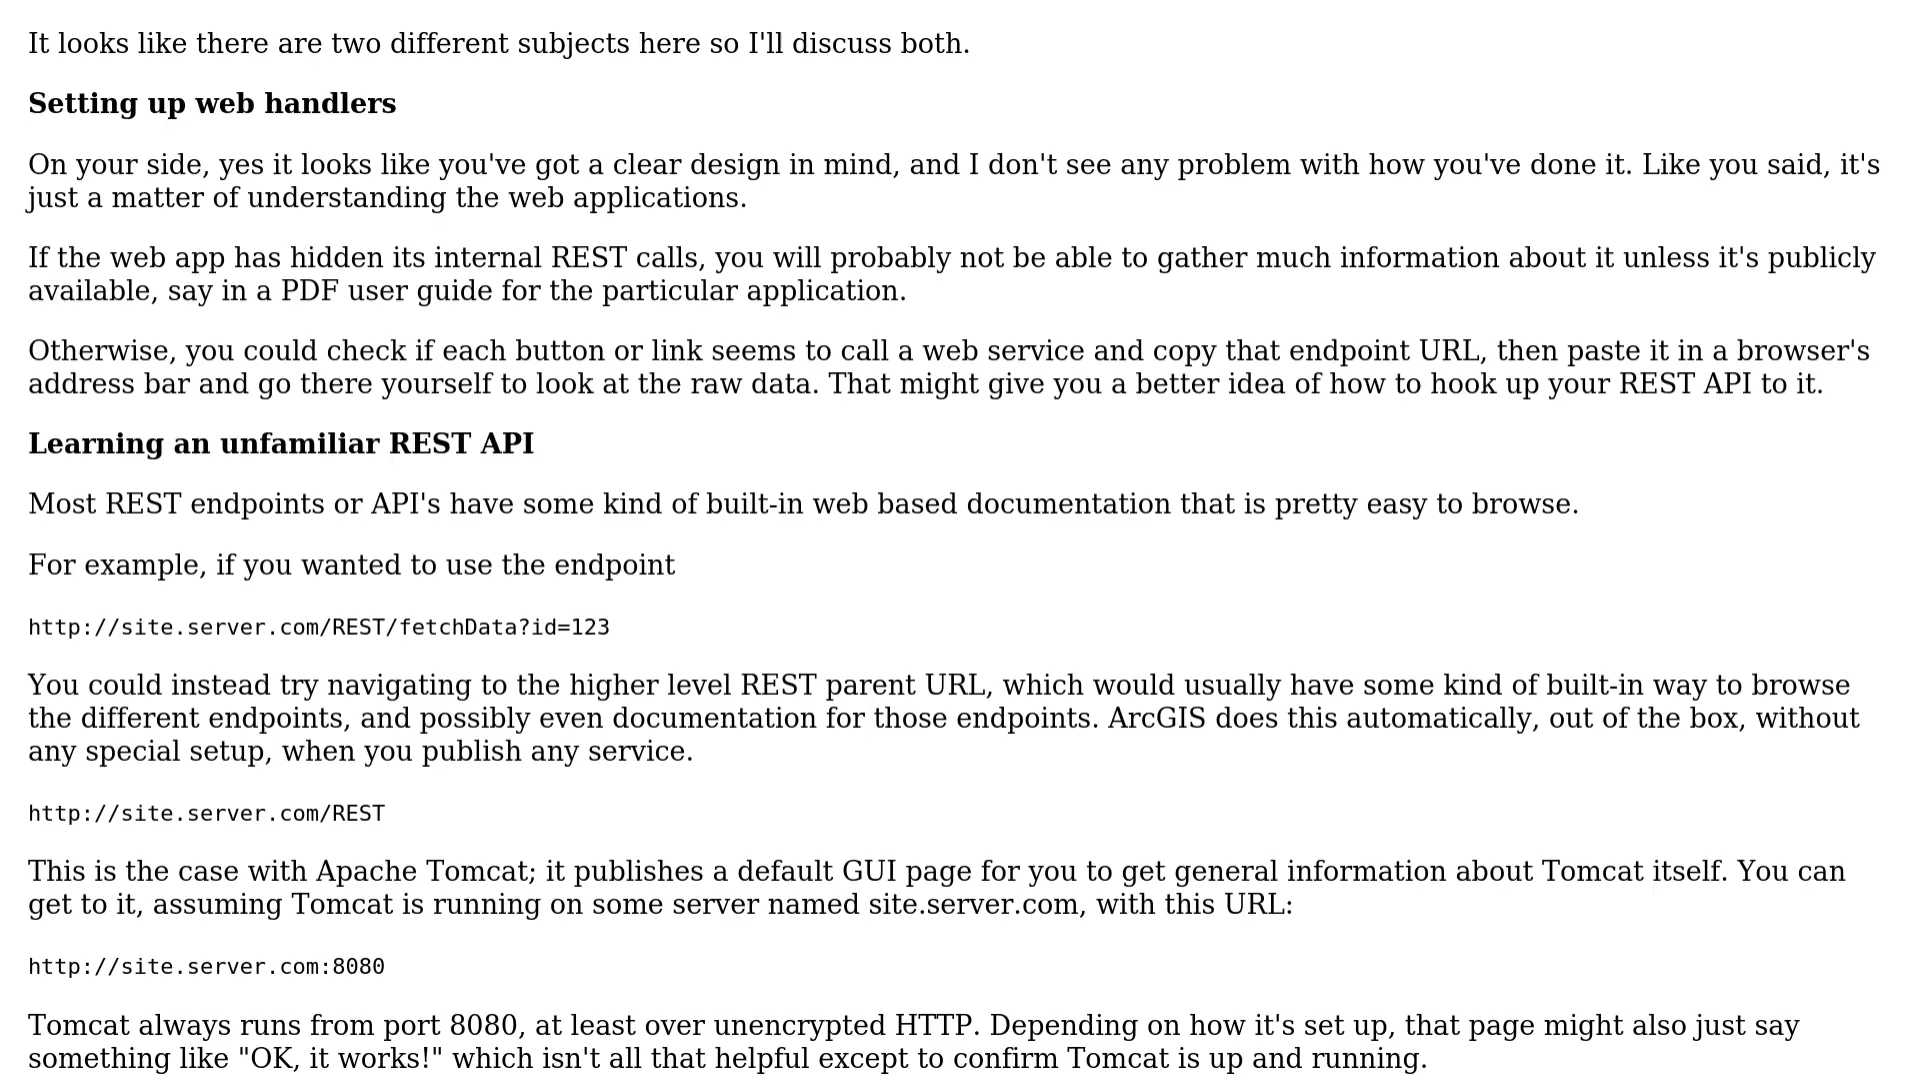 It looks like there are two different subjects here so I'll discuss both.
Setting up web handlers
On your side, yes it looks like you've got a clear design in mind, and I don't see any problem with how you've done it. Like you said, it's
just a matter of understanding the web applications.
If the web app has hidden its internal REST calls, you will probably not be able to gather much information about it unless it's publicly
available, say in a PDF user guide for the particular application.
Otherwise, you could check if each button or link seems to call a web service and copy that endpoint URL, then paste it in a browser's
address bar and go there yourself to look at the raw data. That might give you a better idea of how to hook up your REST API to it.
Learning an unfamiliar REST API
Most REST endpoints or API's have some kind of built-in web based documentation that is pretty easy to browse.
For example, if you wanted to use the endpoint
http://site.server.com/REST/fetchData?id=123
You could instead try navigating to the higher level REST parent URL, which would usually have some kind of built-in way to browse
the different endpoints, and possibly even documentation for those endpoints. ArcGIS does this automatically, out of the box, without
any special setup, when you publish any service.
http://site.server.com/REST
This is the case with Apache Tomcat; it publishes a default GUI page for you to get general information about Tomcat itself. You can
get to it, assuming Tomcat is running on some server named site.server.com, with this URL:
http://site.server.com:8080
Tomcat always runs from port 8080, at least over unencrypted HTTP. Depending on how it's set up, that page might also just say
something like "OK, it works!" which isn't all that helpful except to confirm Tomcat is up and running.